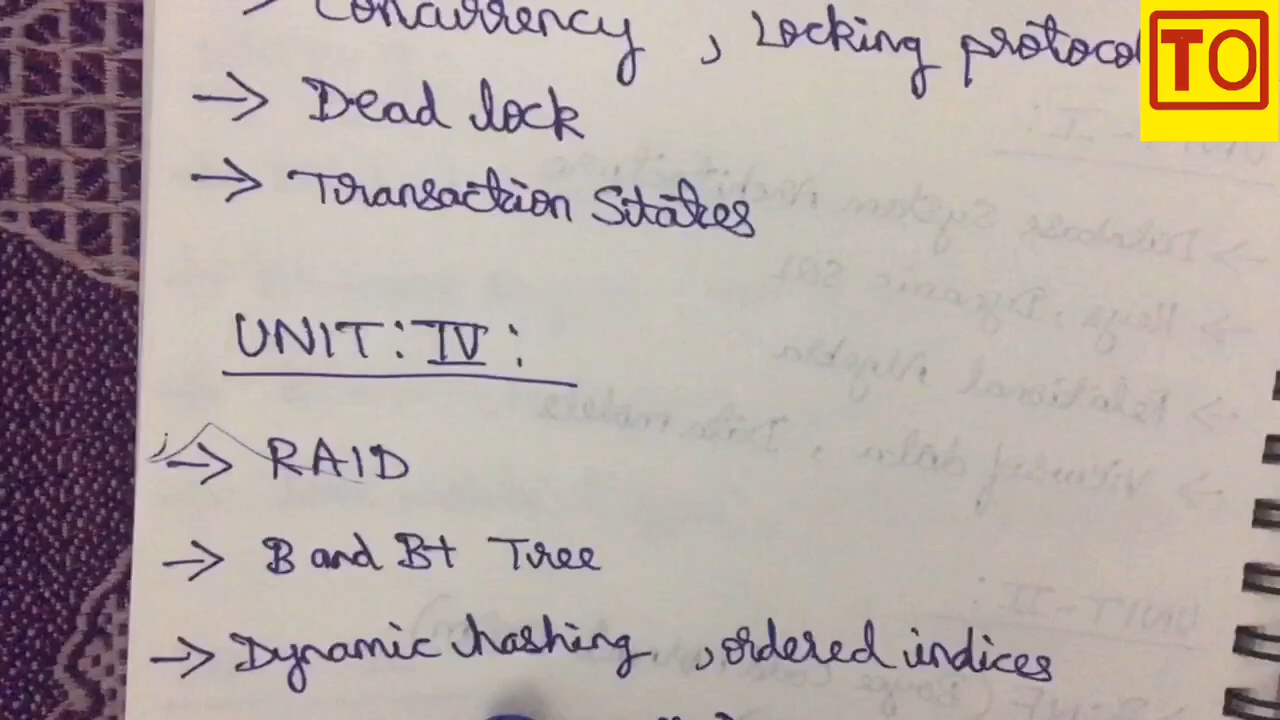 → Concurrency, Locking protocol
TO
→ Dead lock
→ Transaction States
UNIT: IV:
→ RAID
→ B and B+ Tree
→ Dynamic hashing, ordered indices